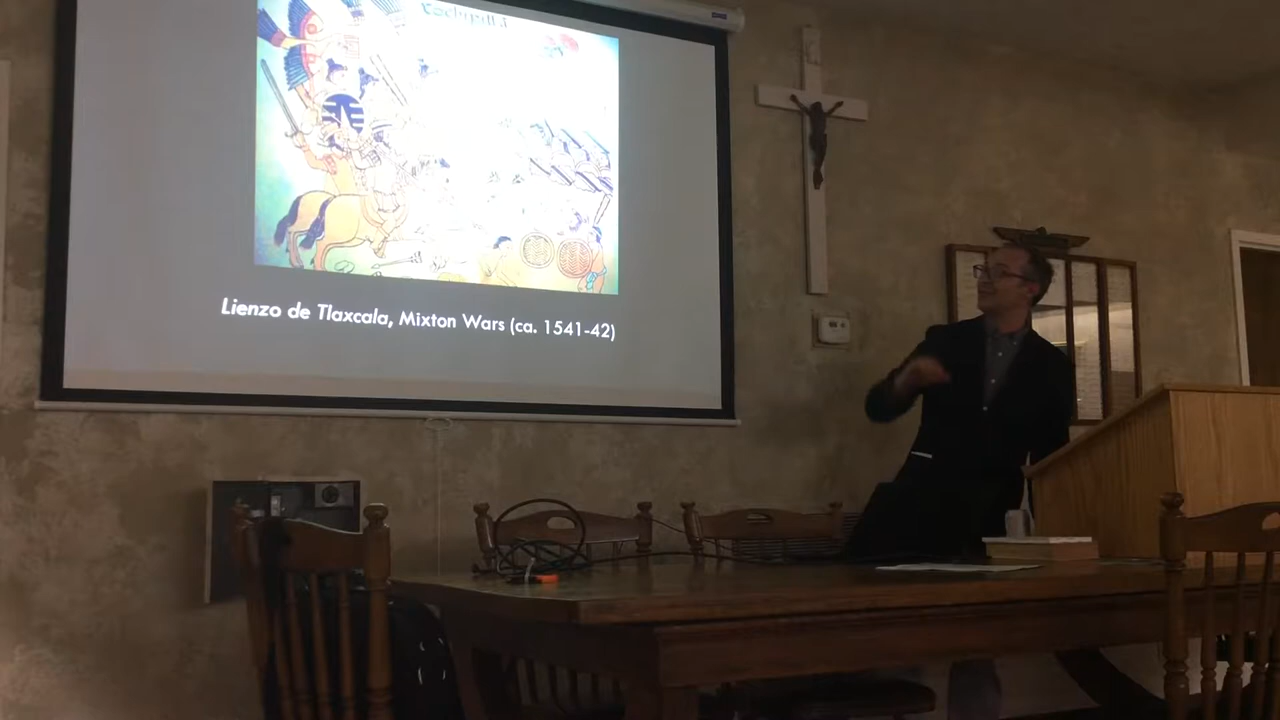 Lienzo de Tlaxcala, Mixton Wars (ca. 1541-42)